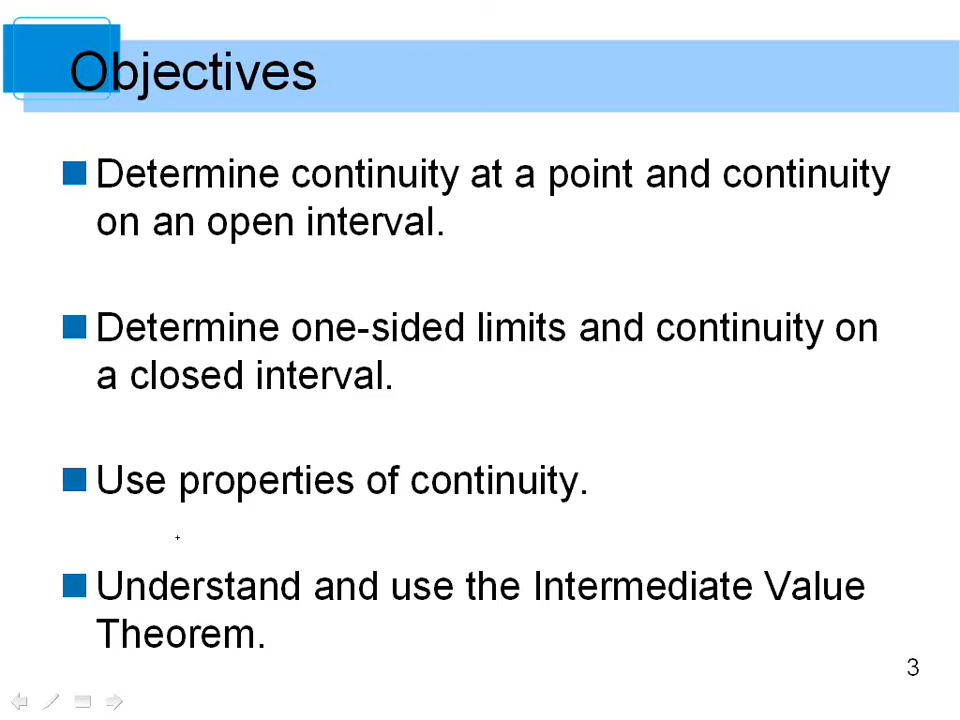 Objectives
Determine continuity at a point and continuity
on an open interval.
Determine one-sided limits and continuity on
a closed interval.
Use properties of continuity.
Understand and use the Intermediate Value
Theorem.
3